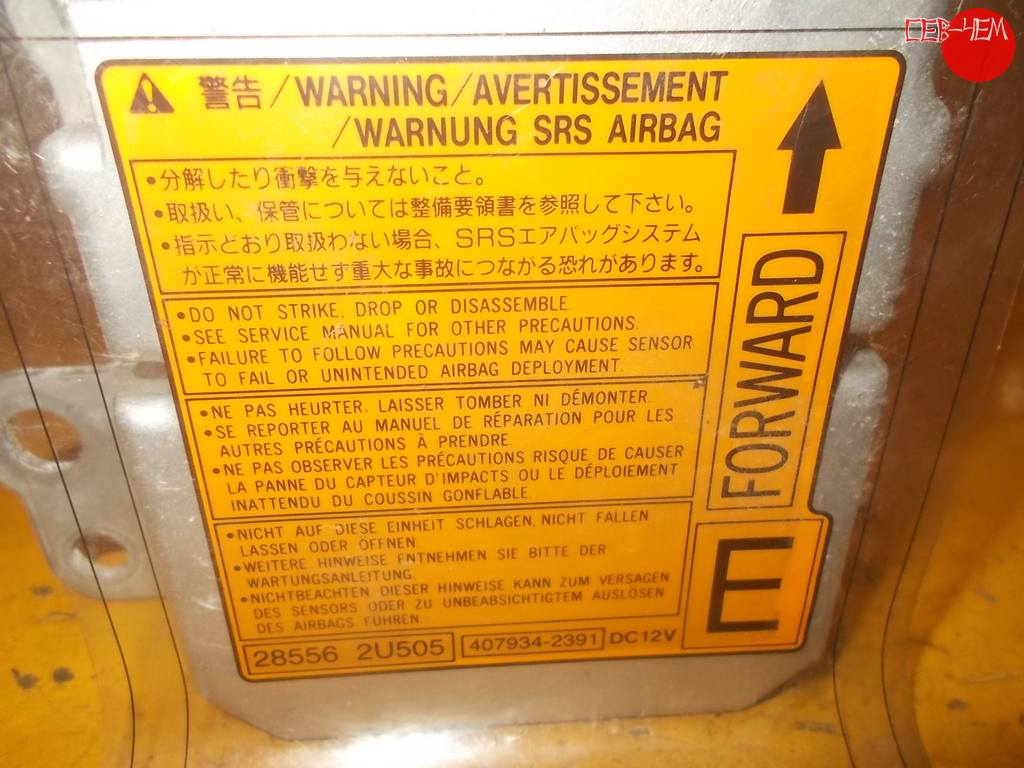 CEB-4EM
警告/WARNING/AVERTISSEMENT
/WARNUNG SRS AIRBAG
•分解したり衝撃を与えないこと。
•取扱い、保管については整備要領書を参照して下さい。
•指示どおり取扱わない場合、SRSエアバッグシステム
が正常に機能せず重大な事故につながる恐れがあります。
•DO NOT STRIKE, DROP OR DISASSEMBLE.
•SEE SERVICE MANUAL FOR OTHER PRECAUTIONS.
•FAILURE TO FOLLOW PRECAUTIONS MAY CAUSE SENSOR
TO FAIL OR UNINTENDED AIRBAG DEPLOYMENT.
•NE PAS HEURTER, LAISSER TOMBER NI DÉMONTER.
•SE REPORTER AU MANUEL DE RÉPARATION POUR LES
AUTRES PRÉCAUTIONS À PRENDRE.
•NE PAS OBSERVER LES PRÉCAUTIONS RISQUE DE CAUSER
LA PANNE DU CAPTEUR D'IMPACTS OU LE DÉPLOIEMENT
INATTENDU DU COUSSIN GONFLABLE.
•NICHT AUF DIESE EINHEIT SCHLAGEN, NICHT FALLEN
LASSEN ODER ÖFFNEN.
•WEITERE HINWEISE ENTNEHMEN SIE BITTE DER
WARTUNGSANLEITUNG.
•NICHTBEACHTEN DIESER HINWEISE KANN ZUM VERSAGEN
DES SENSORS ODER ZU UNBEABSICHTIGTEM AUSLÖSEN
DES AIRBAGS FÜHREN.
28556 2U505 407934-2391 DC12V
FORWARD
E